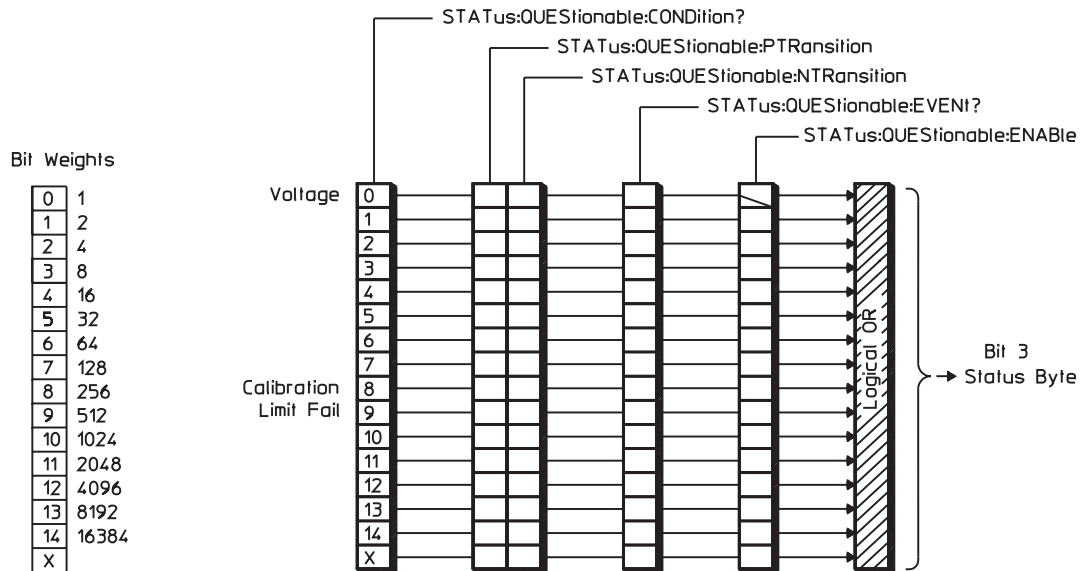 STATus:QUEStionable:CONDition?
STATus:QUEStionable:PTRansition
STATus:QUEStionable:NTRansition
STATus:QUEStionable:EVENt?
STATus:QUEStionable:ENABle
Bit Weights
0 1
1 2
2 4
3 8
4 16
5 32
6 64
7 128
8 256
9 512
10 1024
11 2048
12 4096
13 8192
14 16384
X
Voltage 0
1
2
3
4
5
6
7
Calibration 8
Limit Fail 9
10
11
12
13
14
X
Logical OR
Bit 3
Status Byte